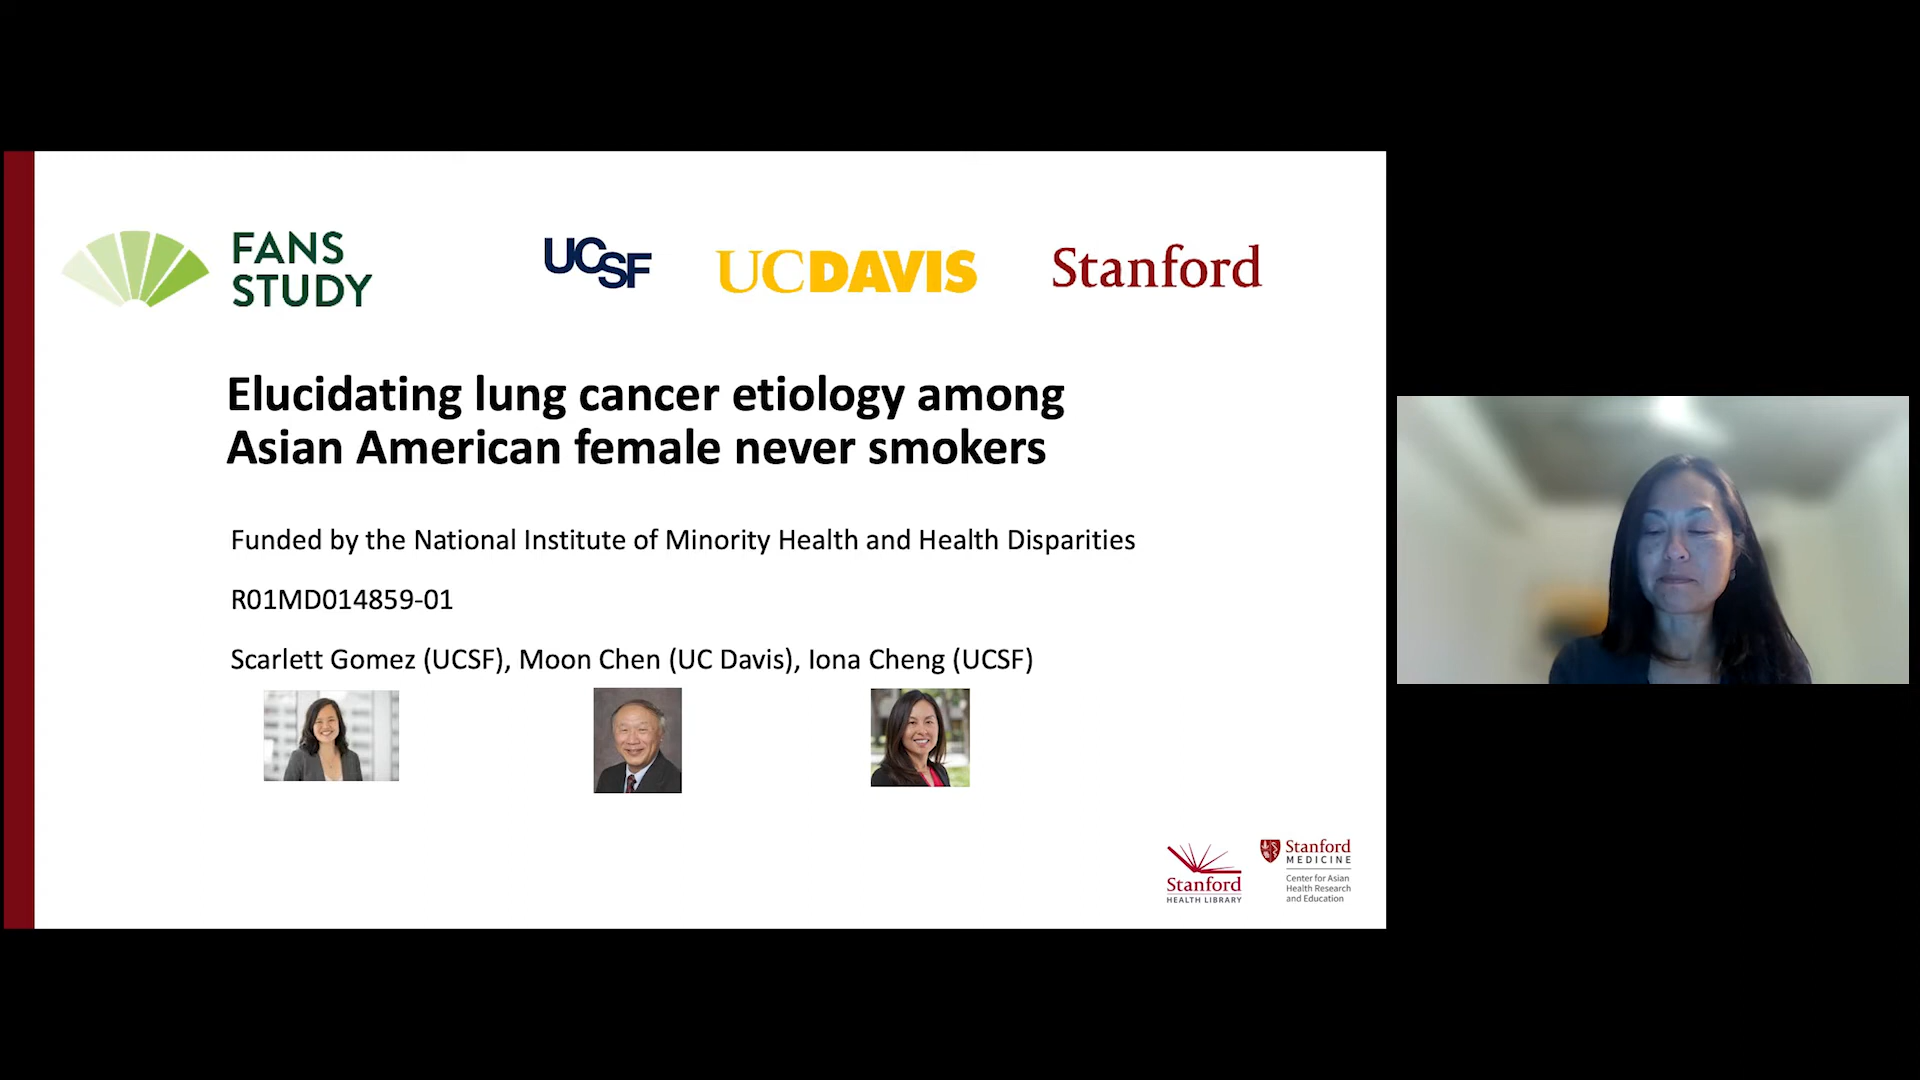 FANS
STUDY
UCSF
UCDAVIS
Stanford
Elucidating lung cancer etiology among
Asian American female never smokers
Funded by the National Institute of Minority Health and Health Disparities
R01MD014859-01
Scarlett Gomez (UCSF), Moon Chen (UC Davis), Iona Cheng (UCSF)
Stanford
HEALTH LIBRARY
Stanford
MEDICINE
Center for Asian
Health Research
and Education